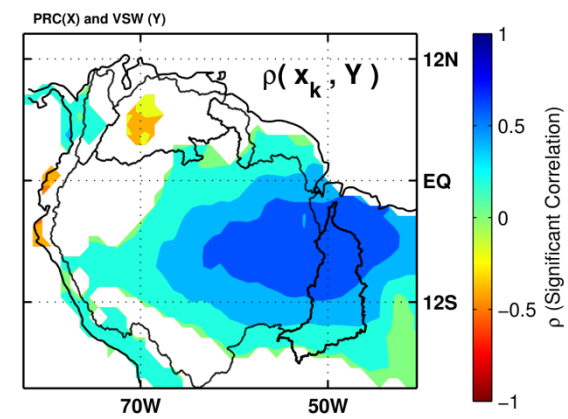 PRC(X) and VSW (Y)
ρ( x_k , Y )
12N
EQ
12S
70W
50W
1
0.5
0
−0.5
−1
ρ (Significant Correlation)